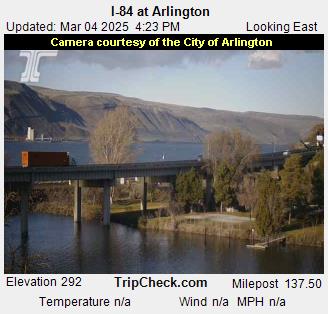 I-84 at Arlington
Updated: Mar 04 2025 4:23 PM Looking East
Camera courtesy of the City of Arlington
Elevation 292 TripCheck.com Milepost 137.50
Temperature n/a Wind n/a MPH n/a